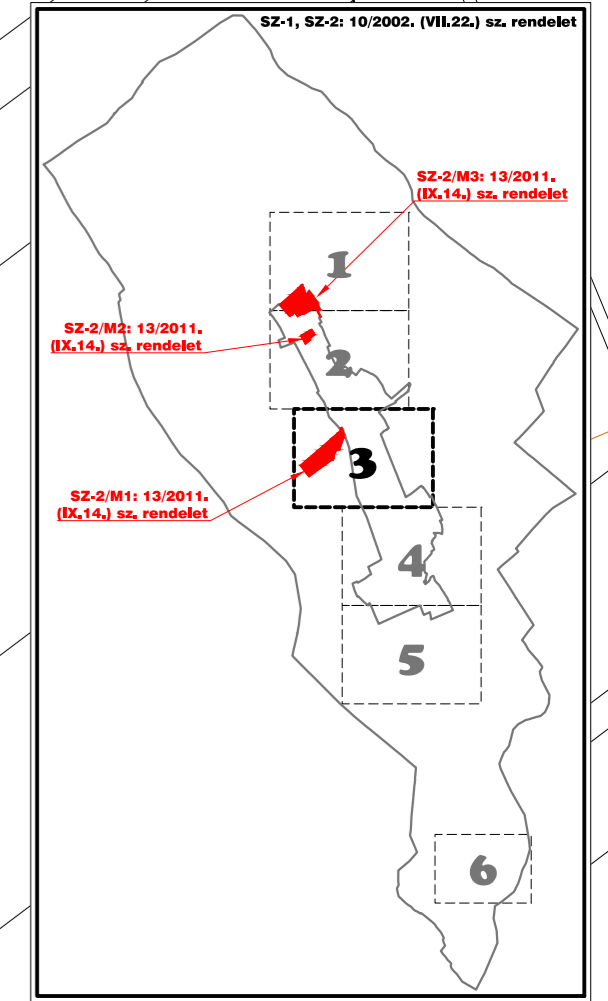 SZ-1, SZ-2: 10/2002. (VII.22.) sz. rendelet
SZ-2/M3: 13/2011.
(IX.14.) sz. rendelet
1
SZ-2/M2: 13/2011.
(IX.14.) sz. rendelet
2
3
SZ-2/M1: 13/2011.
(IX.14.) sz. rendelet
4
5
6